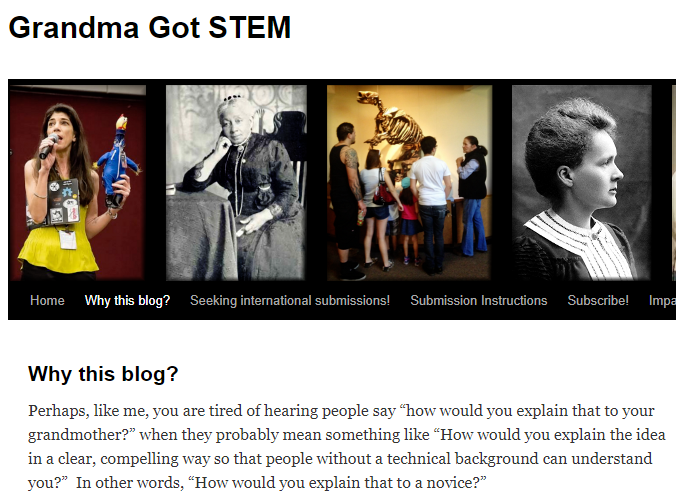 Grandma Got STEM
Home Why this blog? Seeking international submissions! Submission Instructions Subscribe! Impa
Why this blog?
Perhaps, like me, you are tired of hearing people say “how would you explain that to your
grandmother?” when they probably mean something like “How would you explain the idea
in a clear, compelling way so that people without a technical background can understand
you?”  In other words, “How would you explain that to a novice?”